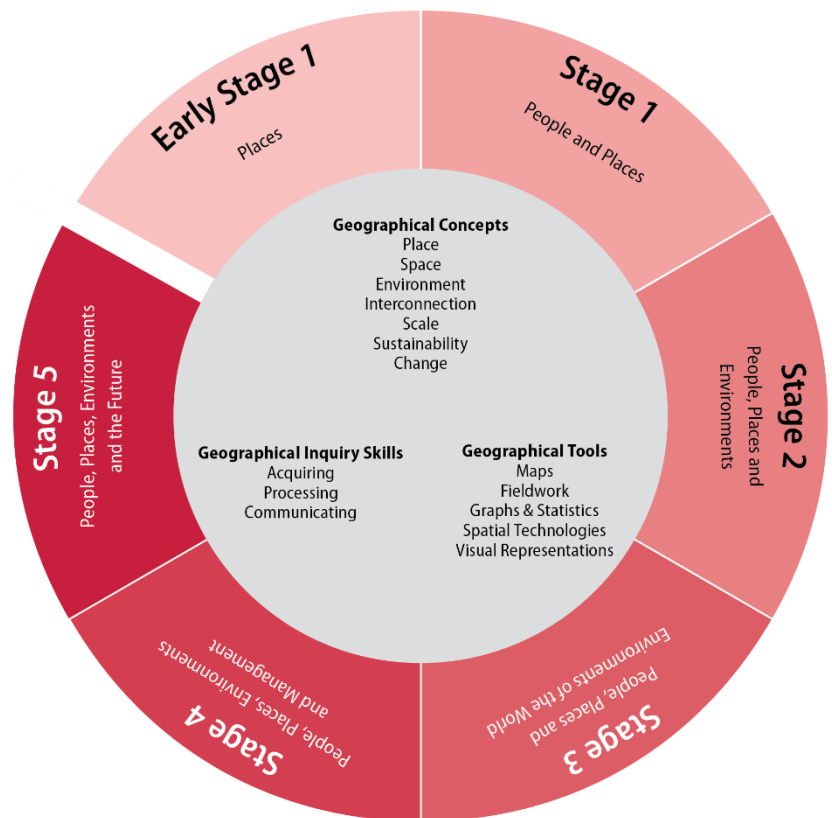 Early Stage 1
Places
Stage 1
People and Places
Stage 2
People, Places and
Environments
Stage 3
People, Places and
Environments of the World
Stage 4
People, Places, Environments
and Management
Stage 5
People, Places, Environments
and the Future
Geographical Concepts
Place
Space
Environment
Interconnection
Scale
Sustainability
Change
Geographical Inquiry Skills
Acquiring
Processing
Communicating
Geographical Tools
Maps
Fieldwork
Graphs & Statistics
Spatial Technologies
Visual Representations